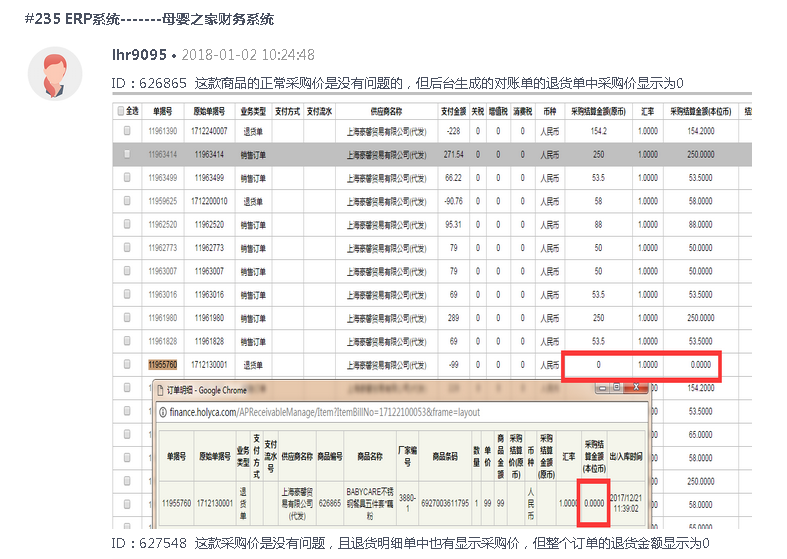 #235 ERP系统-------母婴之家财务系统
lhr9095 • 2018-01-02 10:24:48
ID：626865 这款商品的正常采购价是没有问题的，但后台生成的对账单的退货单中采购价显示为0
全选 单据号 原始单据号 业务类型 支付方式 支付流水 供应商名称 支付金额 关税 增值税 消费税 币种 采购结算金额(原币) 汇率 采购结算金额(本位币) 结
11961390 1712240007 退货单 上海豪馨贸易有限公司(代发) -228 0 0 0 人民币 154.2 1.0000 154.2000
11963414 11963414 销售订单 上海豪馨贸易有限公司(代发) 271.54 0 0 0 人民币 250 1.0000 250.0000
11963499 11963499 销售订单 上海豪馨贸易有限公司(代发) 66.22 0 0 0 人民币 53.5 1.0000 53.5000
11959625 1712200010 退货单 上海豪馨贸易有限公司(代发) -90.76 0 0 0 人民币 58 1.0000 58.0000
11962520 11962520 销售订单 上海豪馨贸易有限公司(代发) 95.31 0 0 0 人民币 88 1.0000 88.0000
11962773 11962773 销售订单 上海豪馨贸易有限公司(代发) 79 0 0 0 人民币 50 1.0000 50.0000
11963007 11963007 销售订单 上海豪馨贸易有限公司(代发) 79 0 0 0 人民币 50 1.0000 50.0000
11963016 11963016 销售订单 上海豪馨贸易有限公司(代发) 69 0 0 0 人民币 53.5 1.0000 53.5000
11961980 11961980 销售订单 上海豪馨贸易有限公司(代发) 289 0 0 0 人民币 250 1.0000 250.0000
11961828 11961828 销售订单 上海豪馨贸易有限公司(代发) 69 0 0 0 人民币 53.5 1.0000 53.5000
11955760 1712130001 退货单 上海豪馨贸易有限公司(代发) -99 0 0 0 人民币 0 1.0000 0.0000
154.2000
订单明细 - Google Chrome
53.5000
finance.holyca.com/APReceivableManage/Item?ItemBillNo=17122100053&frame=layout
65.0000
单据号 原始单据号 业务类型 支付方式 支付流水号 供应商名称 商品编号 商品名称 厂家编号 商品条码 数量 单价 商品金额 采购结算价(原币) 币种 采购结算金额(原币) 汇率 采购结算金额(本位币) 出/入库时间
53.5000
250.0000
11955760 1712130001 退货单 上海豪馨贸易有限公司(代发) 626865 BABYCARE不锈钢餐具五件套*藕粉 3880-1 6927003611795 1 99 99 人民币 1.0000 0.0000 2017/12/21 11:39:02
58.0000
55.0000
ID：627548 这款采购价是没有问题，且退货明细单中也有显示采购价，但整个订单的退货金额显示为0